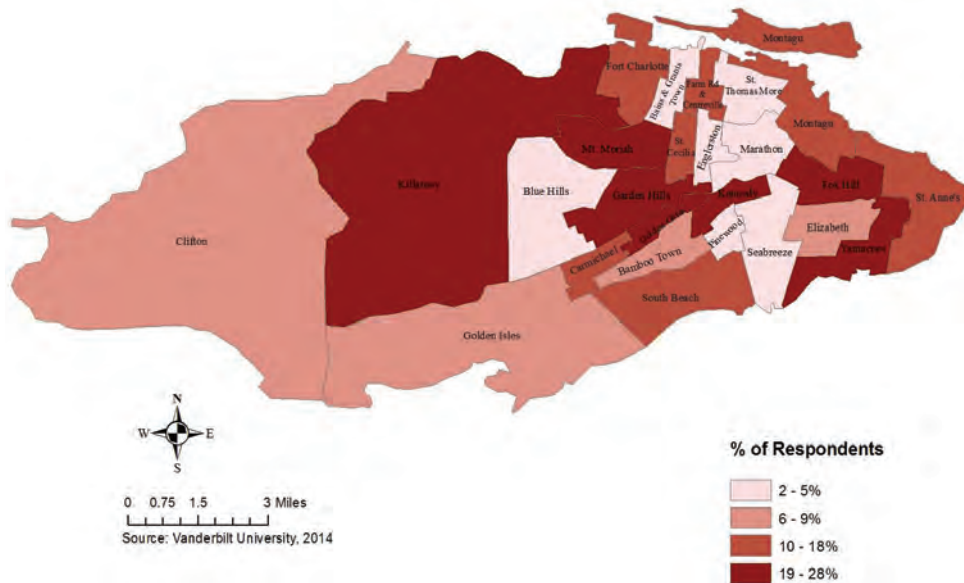 Montagu
Fort Charlotte
Bains & Grants
Town
Farm Rd
&
Centreville
St.
Thomas More
Montagu
Mt. Moriah
St.
Cecilia
Englerston
Marathon
Killarney
Blue Hills
Garden Hills
Kennedy
Fox Hill
St. Anne's
Clifton
Golden Gates
Pinewood
Elizabeth
Carmichael
Bamboo Town
Seabreeze
Yamacraw
South Beach
Golden Isles
N
W E
S
0 0.75 1.5 3 Miles
Source: Vanderbilt University, 2014
% of Respondents
2 - 5%
6 - 9%
10 - 18%
19 - 28%